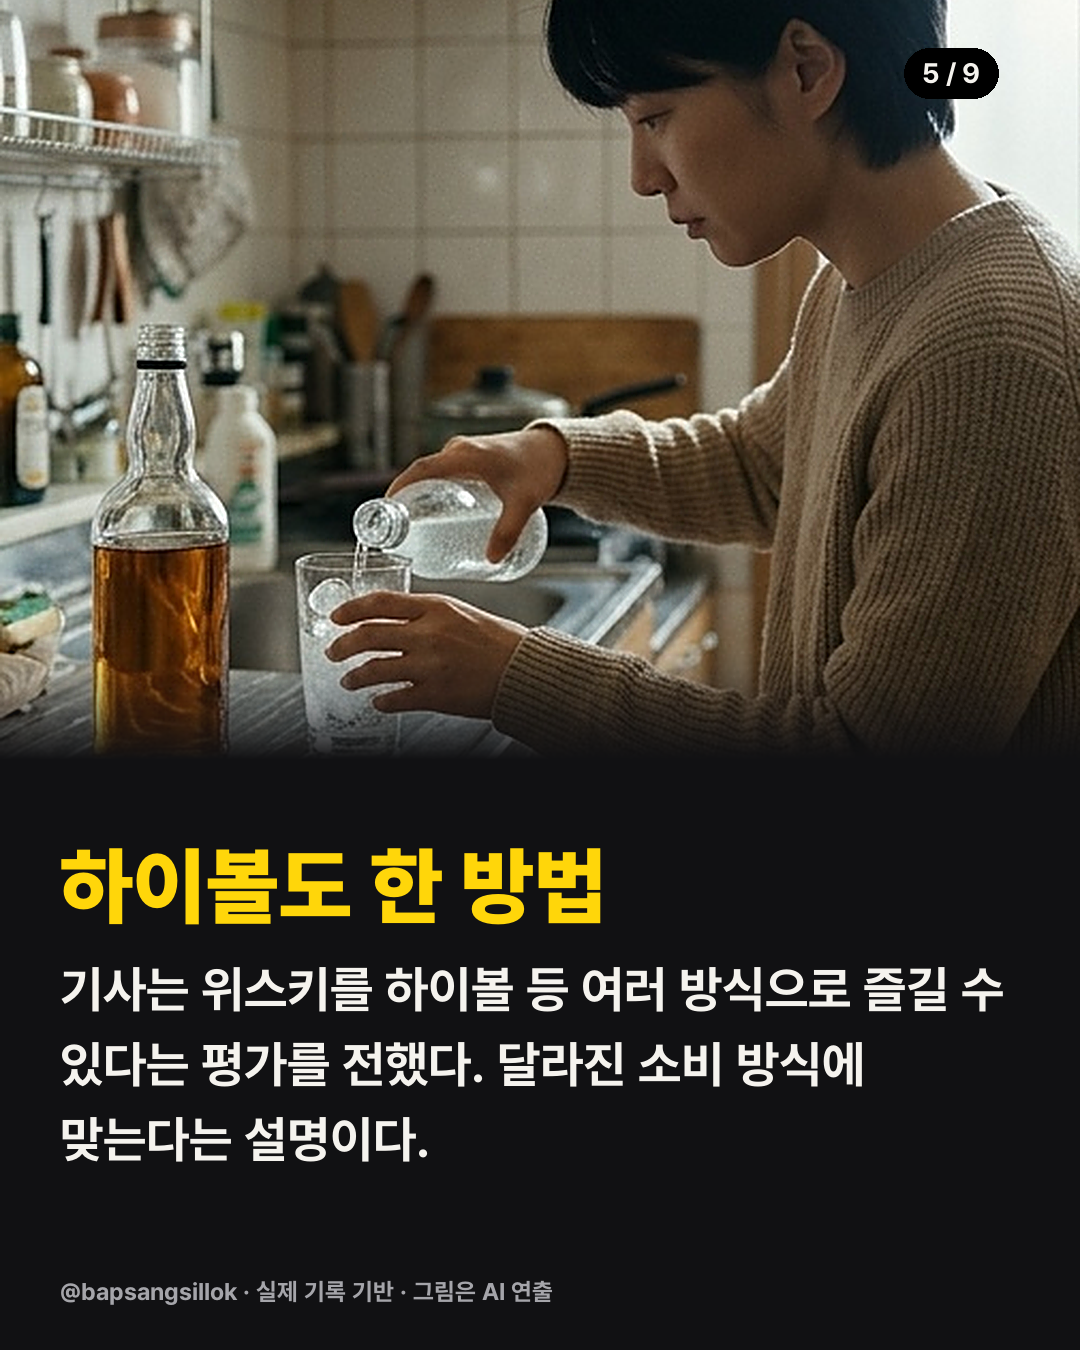 5 / 9
하이볼도 한 방법
기사는 위스키를 하이볼 등 여러 방식으로 즐길 수
있다는 평가를 전했다. 달라진 소비 방식에
맞는다는 설명이다.
@bapsangsillok · 실제 기록 기반 · 그림은 AI 연출